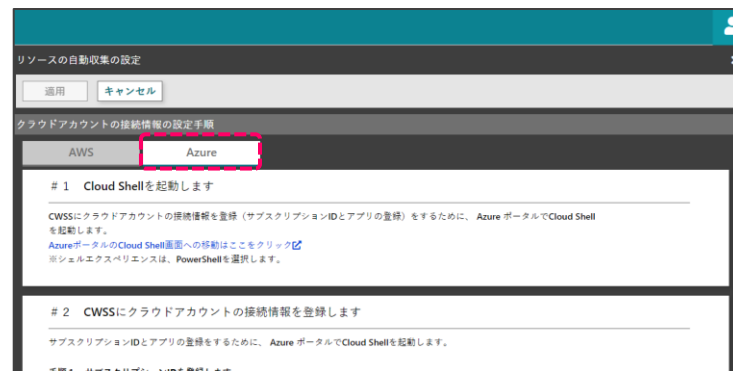 リソースの自動収集の設定
適用 キャンセル
クラウドアカウントの接続情報の設定手順
AWS Azure
# 1 Cloud Shellを起動します
CWSSにクラウドアカウントの接続情報を登録（サブスクリプションIDとアプリの登録）をするために、 Azure ポータルでCloud Shell
を起動します。
AzureポータルのCloud Shell画面への移動はここをクリック
※シェルエクスペリエンスは、PowerShellを選択します。
# 2 CWSSにクラウドアカウントの接続情報を登録します
サブスクリプションIDとアプリの登録をするために、 Azure ポータルでCloud Shellを起動します。